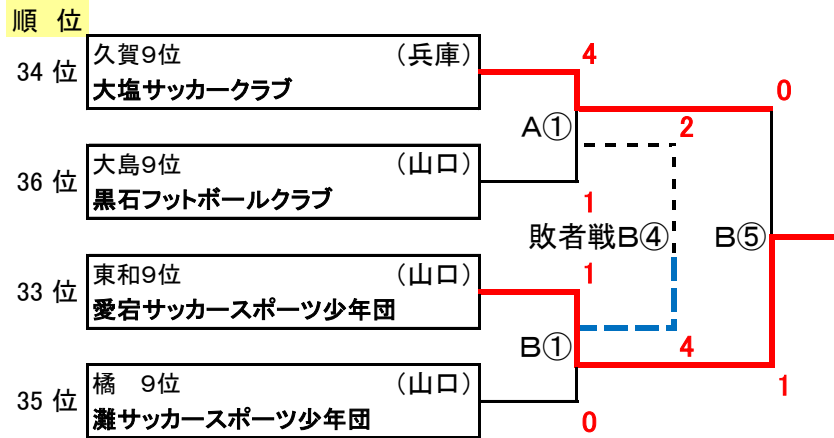 順 位
久賀9位 （兵庫）
34 位
大塩サッカークラブ
4
0
A①
2
大島9位 （山口）
36 位
黒石フットボールクラブ
1
敗者戦B④
B⑤
東和9位 （山口）
1
33 位
愛宕サッカースポーツ少年団
B①
4
橘　9位 （山口）
1
35 位
灘サッカースポーツ少年団
0